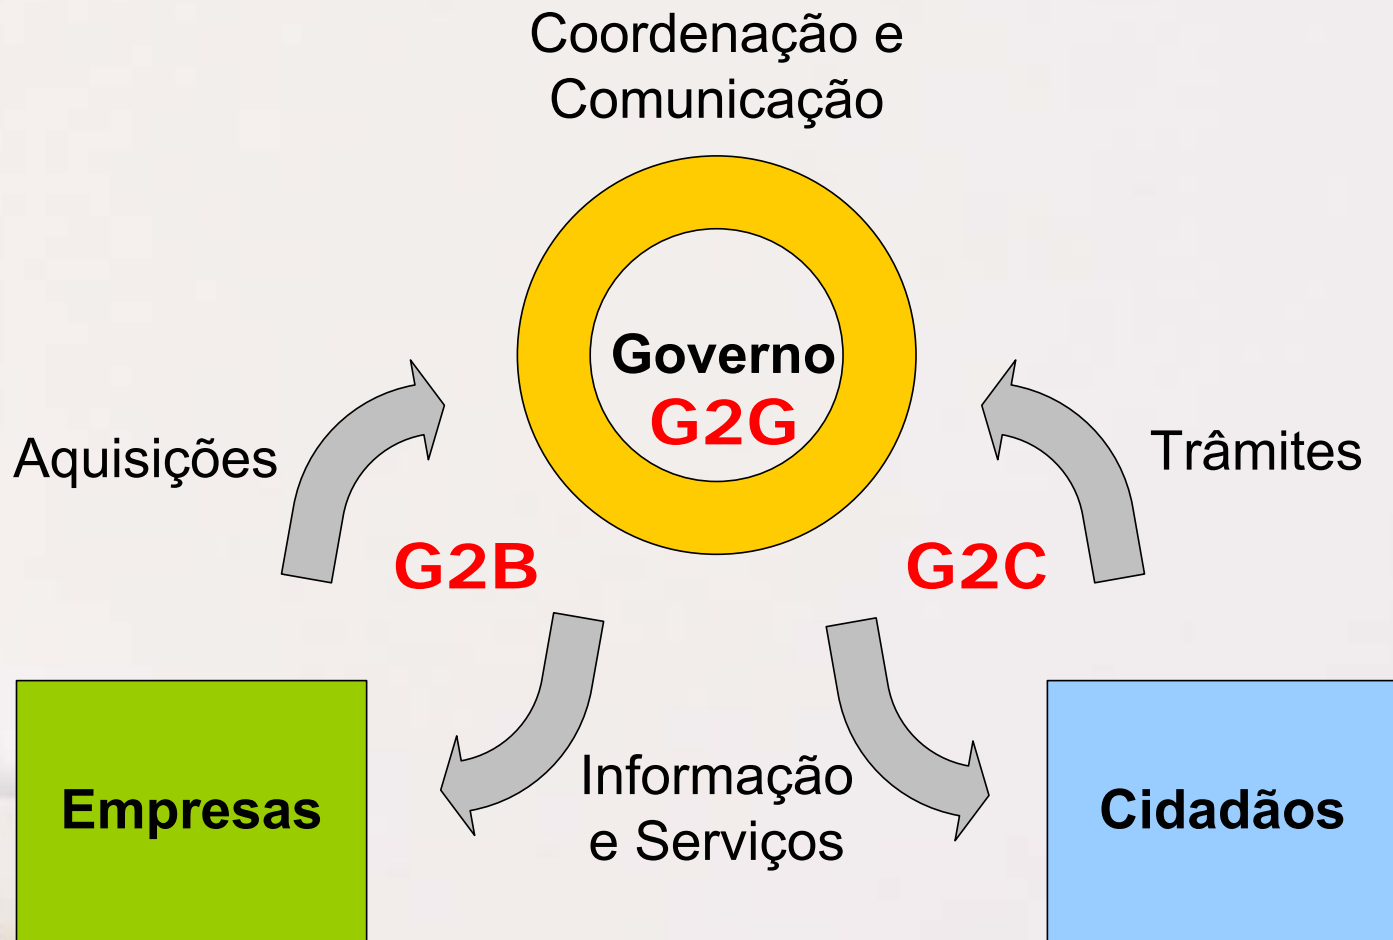 Coordenação e
Comunicação
Governo
G2G
Aquisições
Trâmites
G2B
G2C
Informação
e Serviços
Empresas
Cidadãos